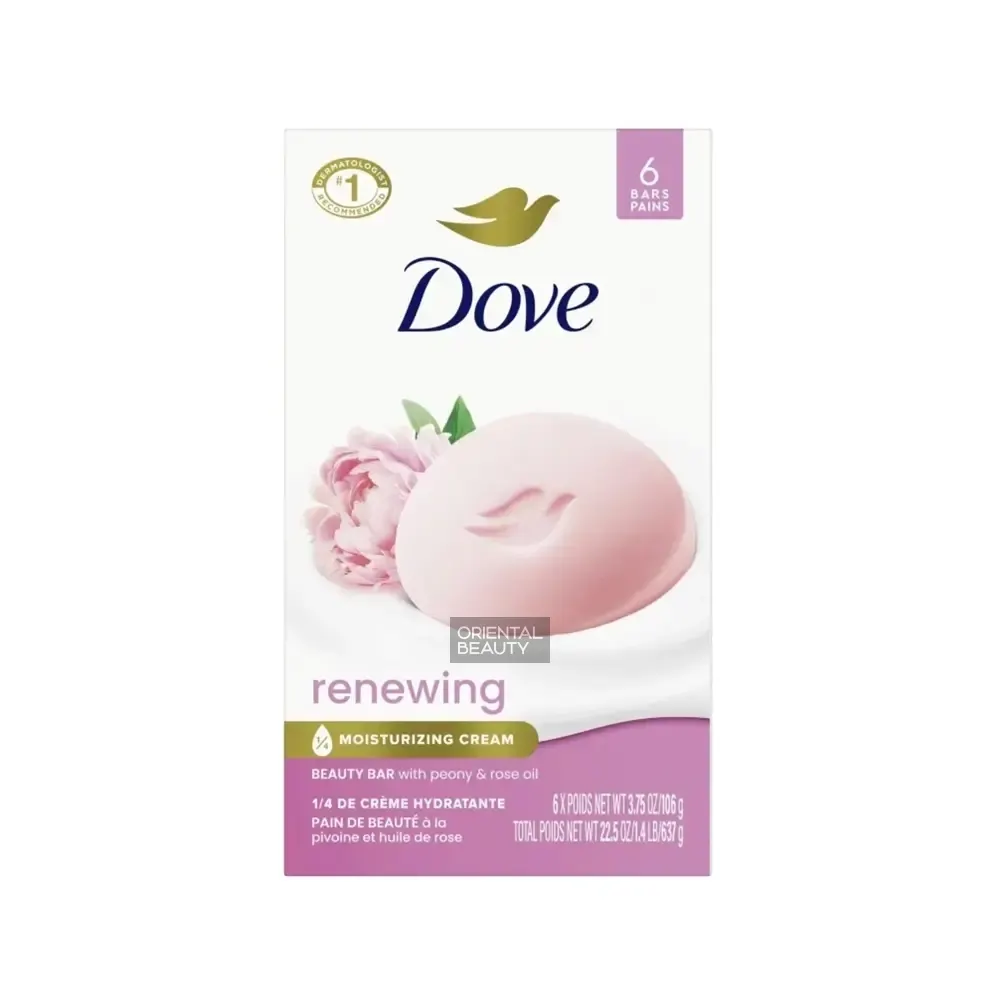 DERMATOLOGIST
#1
RECOMMENDED
6
BARS
PAINS
Dove
ORIENTAL
BEAUTY
renewing
1/4 MOISTURIZING CREAM
BEAUTY BAR with peony & rose oil
1/4 DE CRÈME HYDRATANTE
PAIN DE BEAUTÉ à la
pivoine et huile de rose
6 X POIDS NET WT 3.75 OZ/106 g
TOTAL POIDS NET WT 22.5 OZ/1.4 LB/637 g